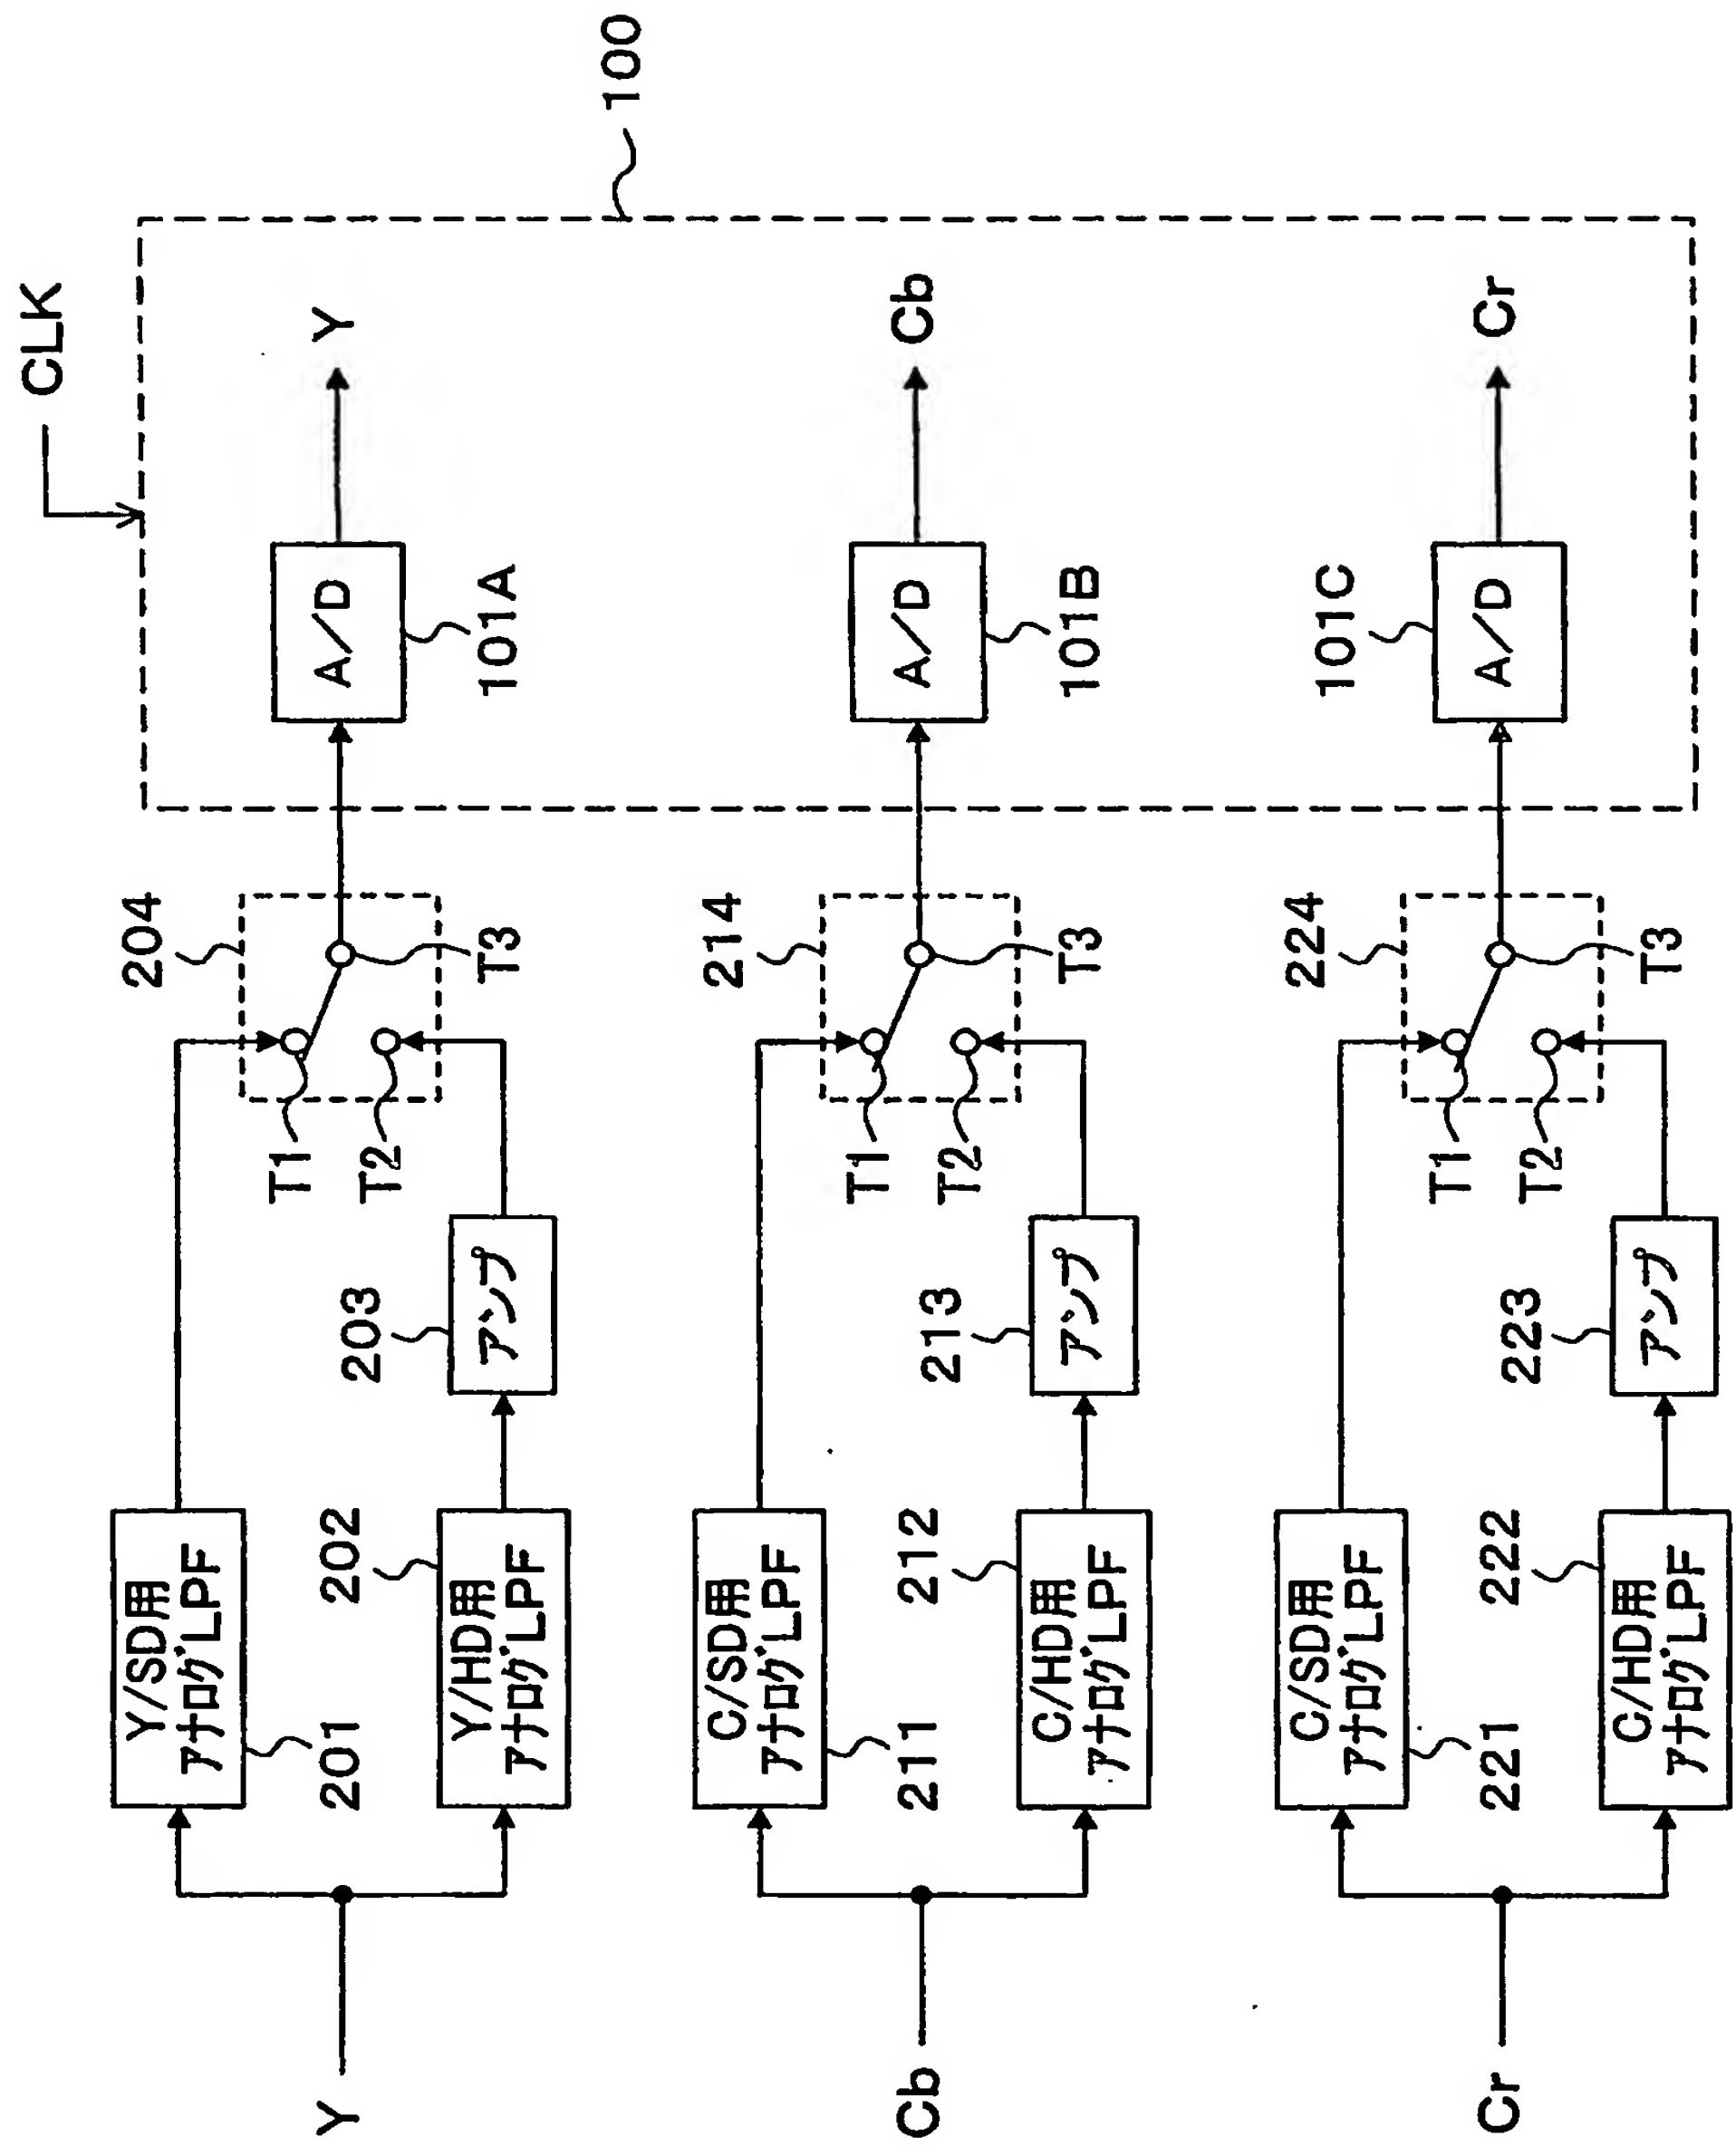 CLK
100
Y
Y/SD用
アナログLPF
201
Y/HD用
アナログLPF
202
アンプ
203
204
T1
T2
T3
A/D
101A
Y
Cb
C/SD用
アナログLPF
211
C/HD用
アナログLPF
212
アンプ
213
214
T1
T2
T3
A/D
101B
Cb
Cr
C/SD用
アナログLPF
221
C/HD用
アナログLPF
222
アンプ
223
224
T1
T2
T3
A/D
101C
Cr